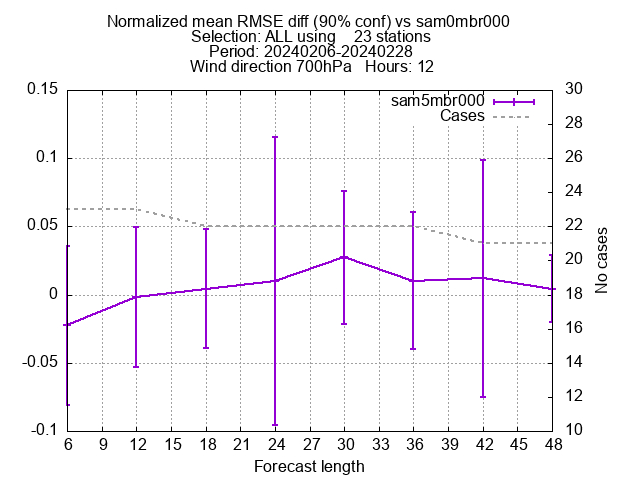 Normalized mean RMSE diff (90% conf) vs sam0mbr000
Selection: ALL using    23 stations
Period: 20240206-20240228
Wind direction 700hPa   Hours: 12
sam5mbr000
Cases
0.15
0.1
0.05
0
-0.05
-0.1
30
28
26
24
22
20
18
16
14
12
10
No cases
6 9 12 15 18 21 24 27 30 33 36 39 42 45 48
Forecast length